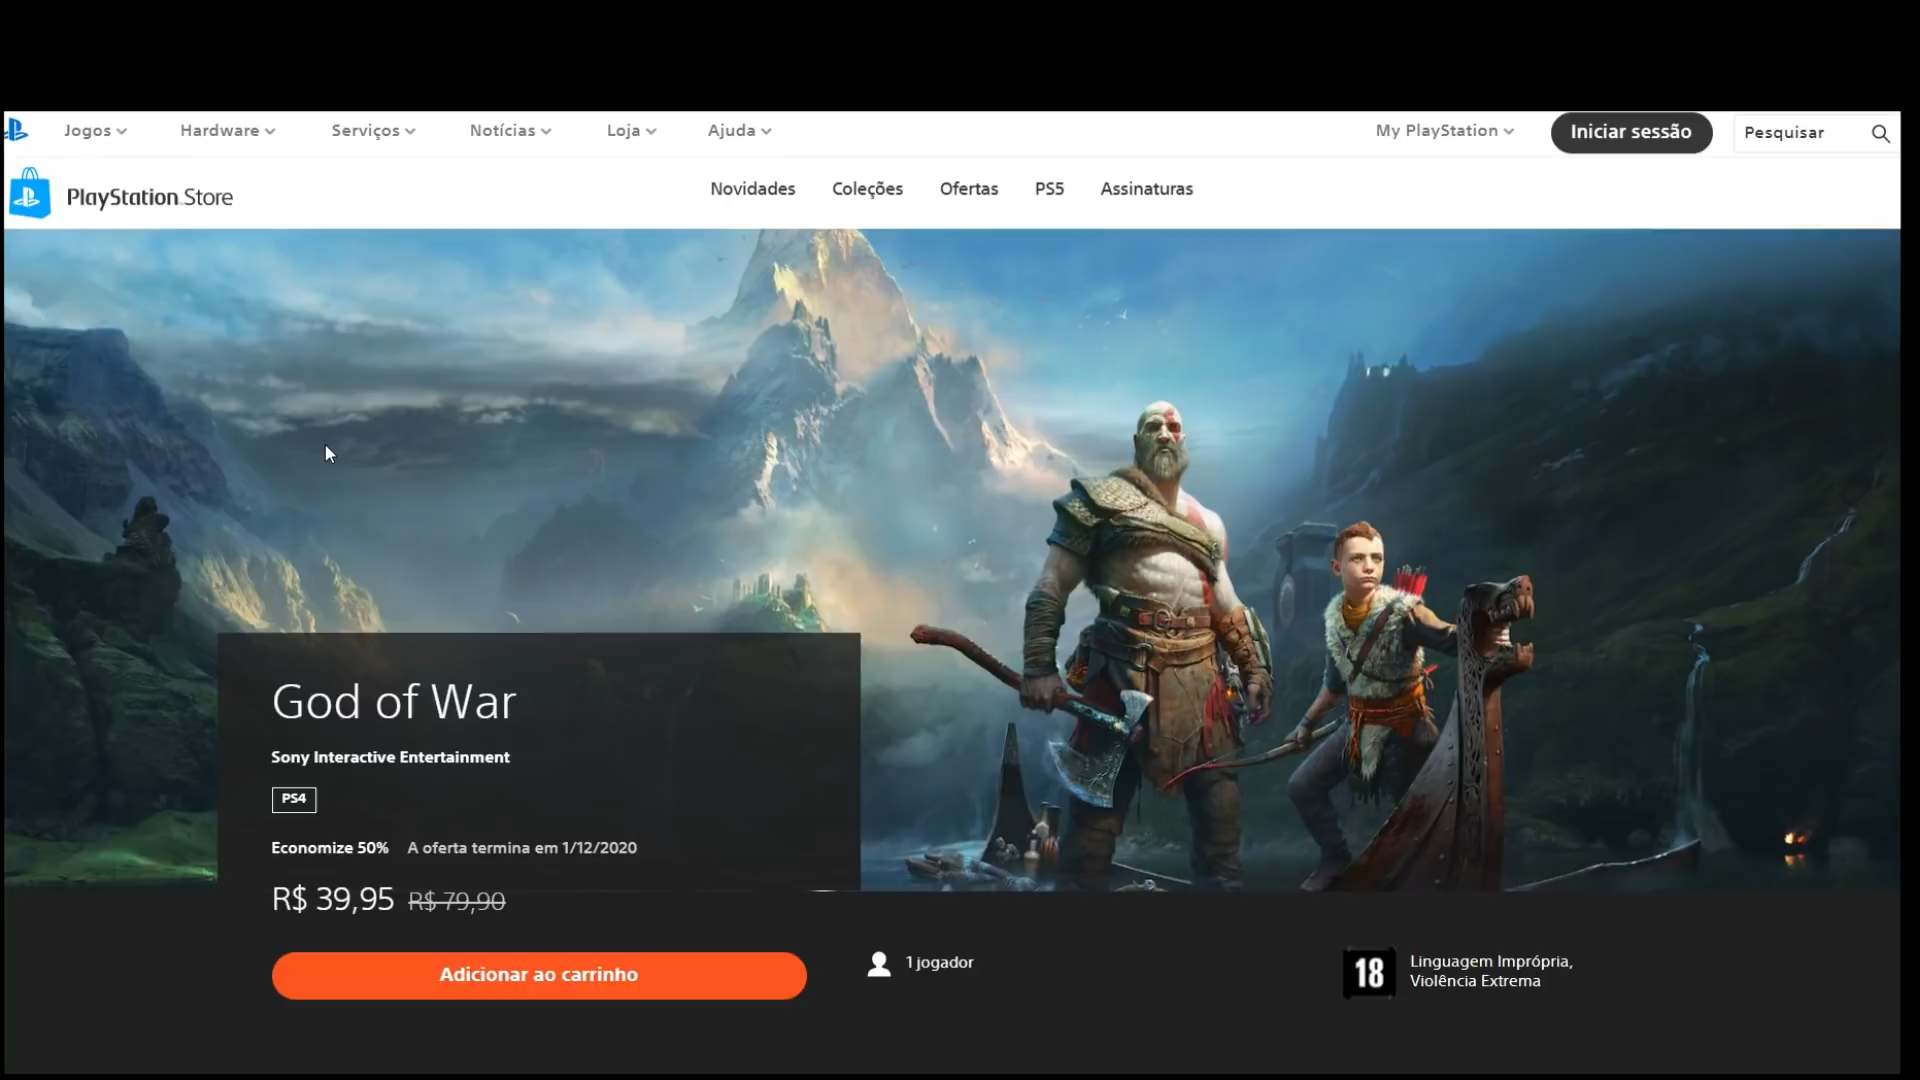 Jogos Hardware Serviços Notícias Loja Ajuda My PlayStation Iniciar sessão Pesquisar
PlayStation Store Novidades Coleções Ofertas PS5 Assinaturas
God of War
Sony Interactive Entertainment
PS4
Economize 50% A oferta termina em 1/12/2020
R$ 39,95 R$ 79,90
Adicionar ao carrinho
1 jogador
18
Linguagem Imprópria,
Violência Extrema